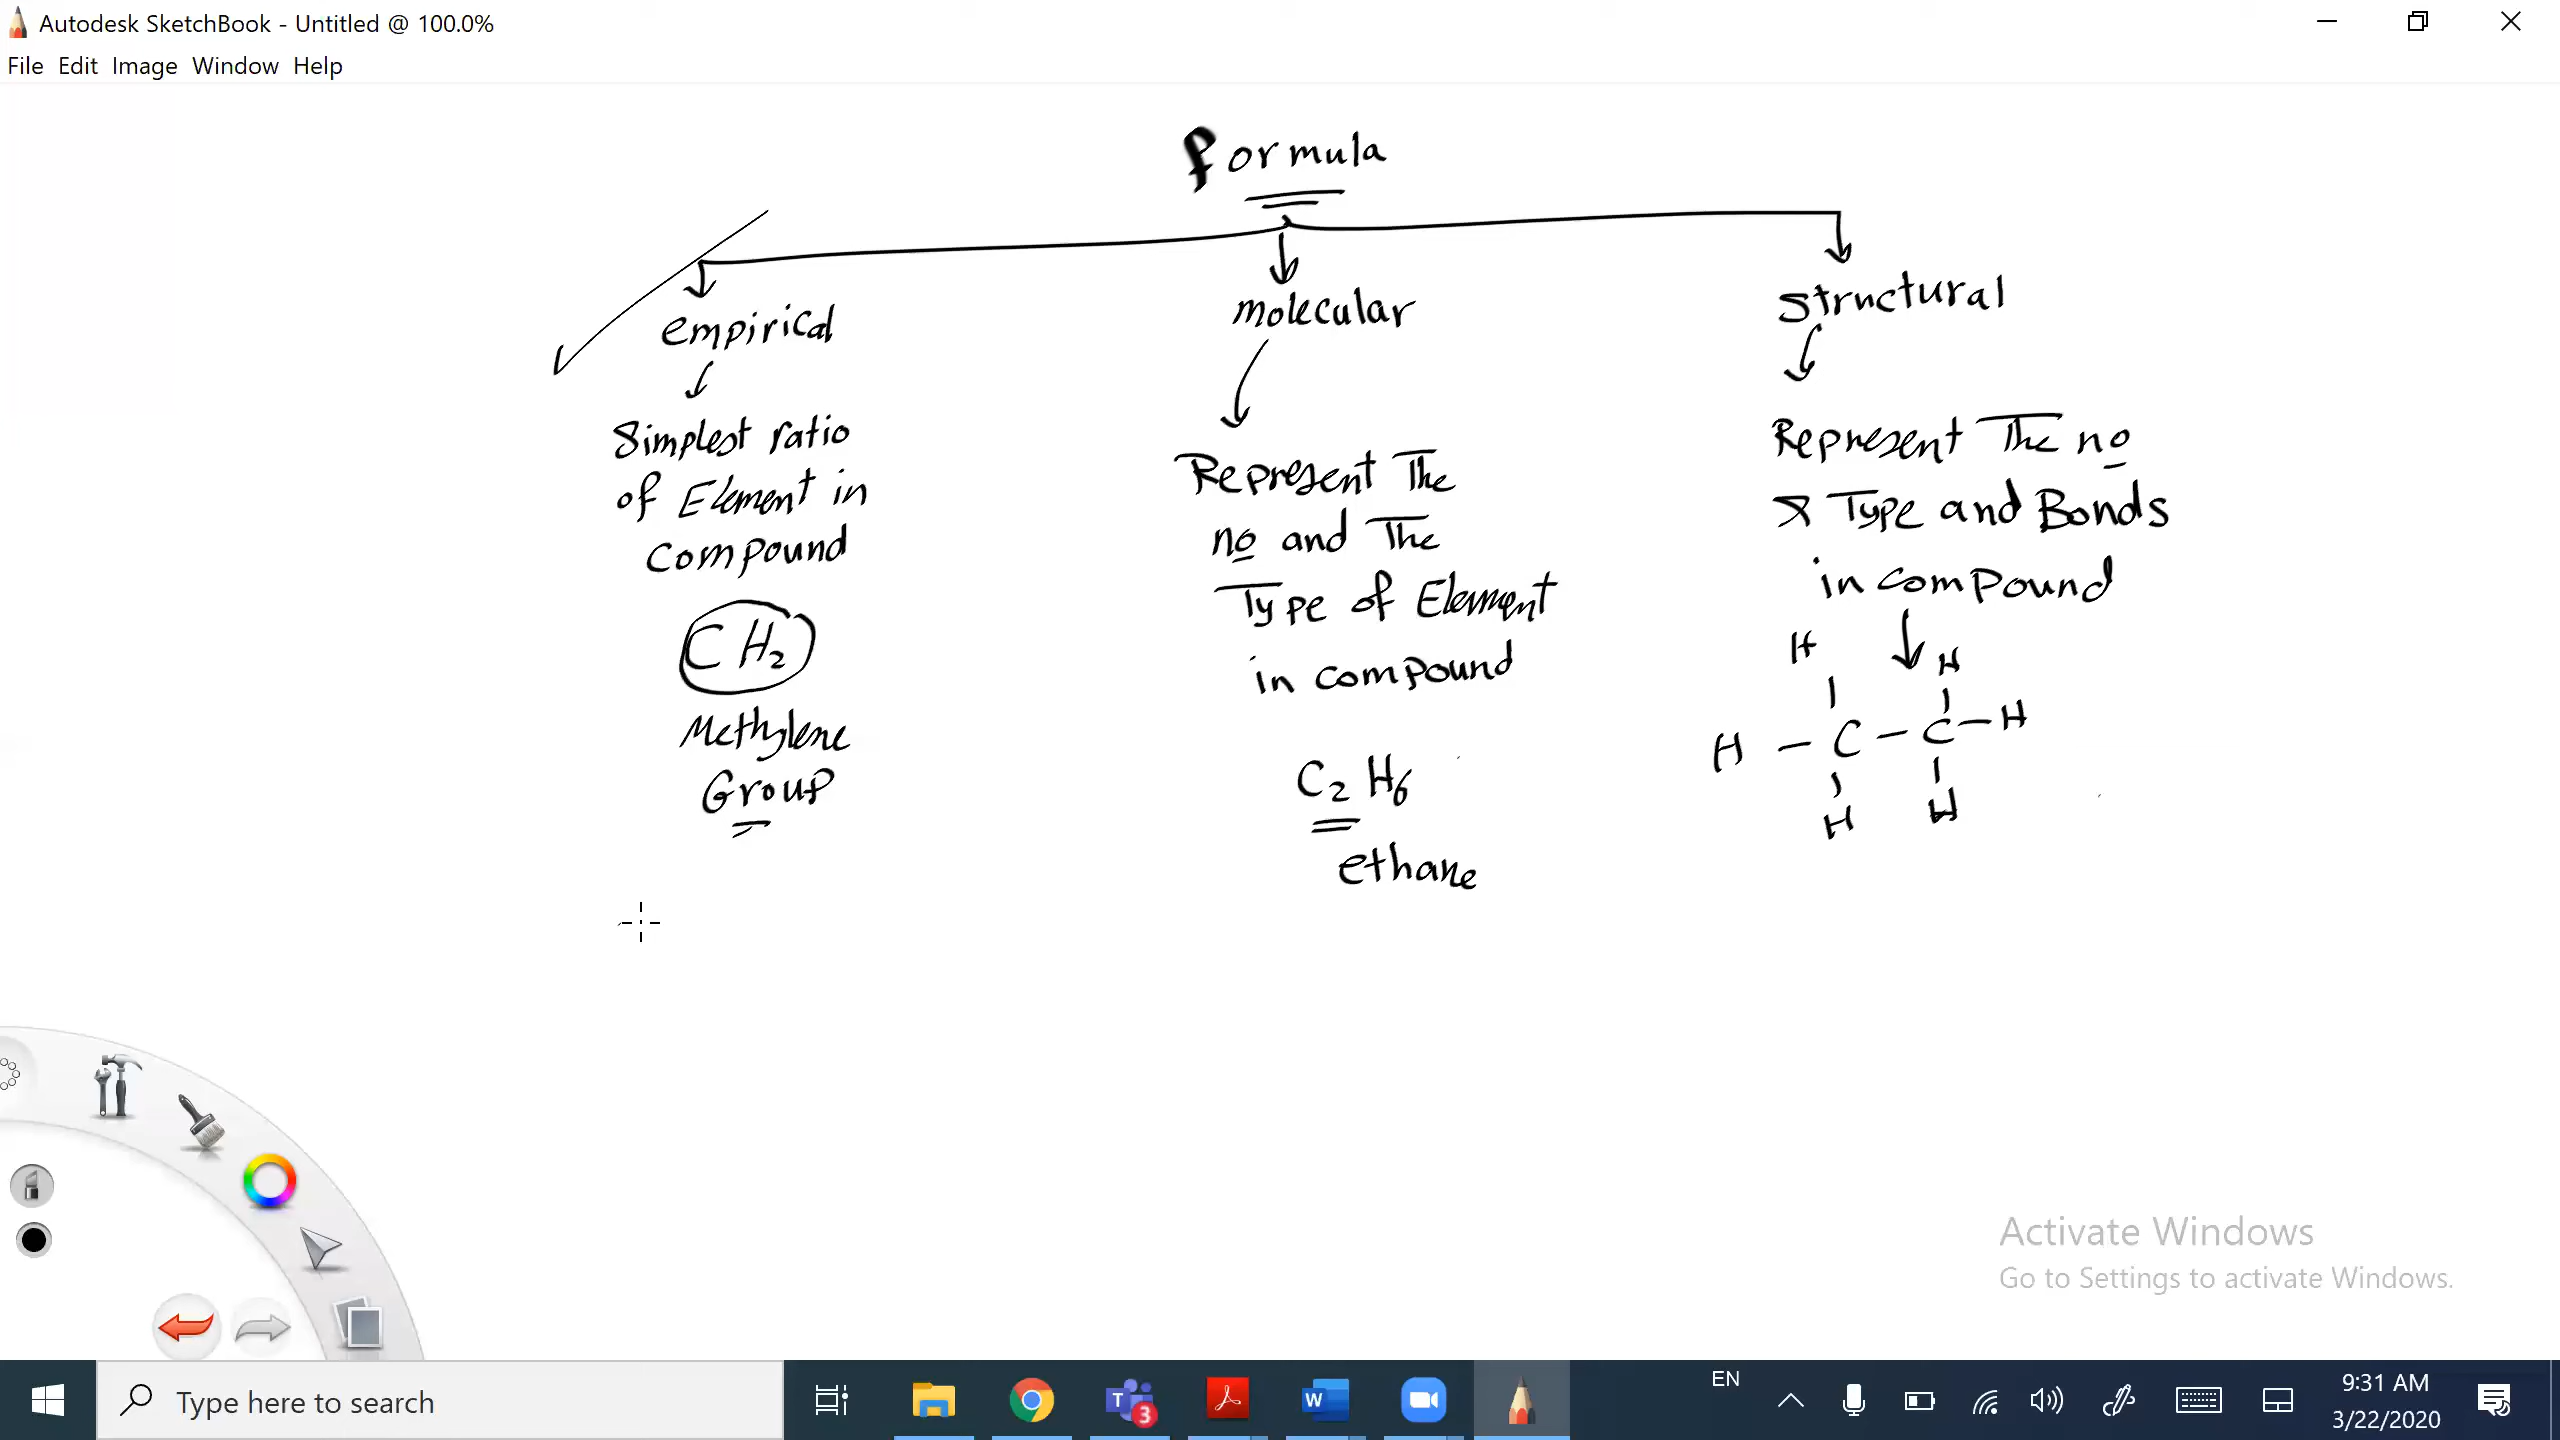 Autodesk SketchBook - Untitled @ 100.0%
File Edit Image Window Help
Formula
empirical
Simplest ratio
of Element in
compound
CH₂
Methylene
Group
molecular
Represent The
no and The
Type of Element
in compound
C₂ H₆
ethane
Structural
Represent The no
& Type and Bonds
in compound
H H
H - C - C - H
H H
Activate Windows
Go to Settings to activate Windows.
Type here to search
3
EN
9:31 AM
3/22/2020